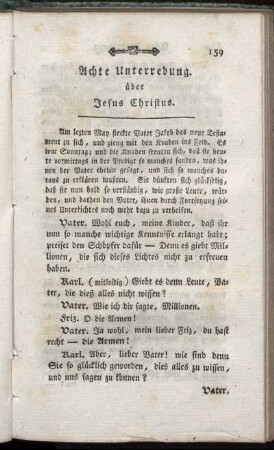 159
Achte Unterredung.
über
Jesus Christus.
Am lezten May steckte Vater Jakob das neue Testa-
ment zu sich, und gieng mit den Knaben ins Feld. Es
war Sonntag; und die Knaben freuten sich, daß sie heu-
te vormittags in der Predigt so manches fanden, was ih-
nen der Vater ehehin gesagt, und sich so manches da-
raus zu erklären wußten. Sie dünkten sich glückselig,
daß sie nun bald so verständig, wie große Leute, wür-
den, und bathen den Vater, ihnen durch Fortsetzung sei-
nes Unterrichtes noch mehr dazu zu verhelfen.
Vater. Wohl euch, meine Kinder, daß ihr
nun so manche wichtige Kenntnisse erlangt habt;
preiset den Schöpfer dafür — Denn es giebt Mil-
lionen, die sich dieses Lichtes nicht zu erfreuen
haben.
Karl. (mitleidig) Giebt es denn Leute, Va-
ter, die dieß alles nicht wissen?
Vater. Wie ich dir sagte, Millionen.
Friz. O die Armen!
Vater. Ja wohl, mein lieber Friz, du hast
recht — die Armen!
Karl. Aber, lieber Vater! wie sind denn
Sie so glücklich geworden, dies alles zu wissen,
und uns sagen zu können?
Vater.